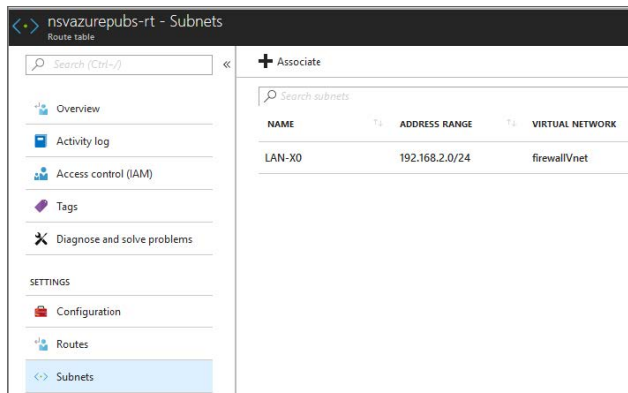 nsvazurepubs-rt - Subnets
Route table
Search (Ctrl+/)
Overview
Activity log
Access control (IAM)
Tags
Diagnose and solve problems
SETTINGS
Configuration
Routes
Subnets
Associate
Search subnets
NAME ADDRESS RANGE VIRTUAL NETWORK
LAN-X0 192.168.2.0/24 firewallVnet